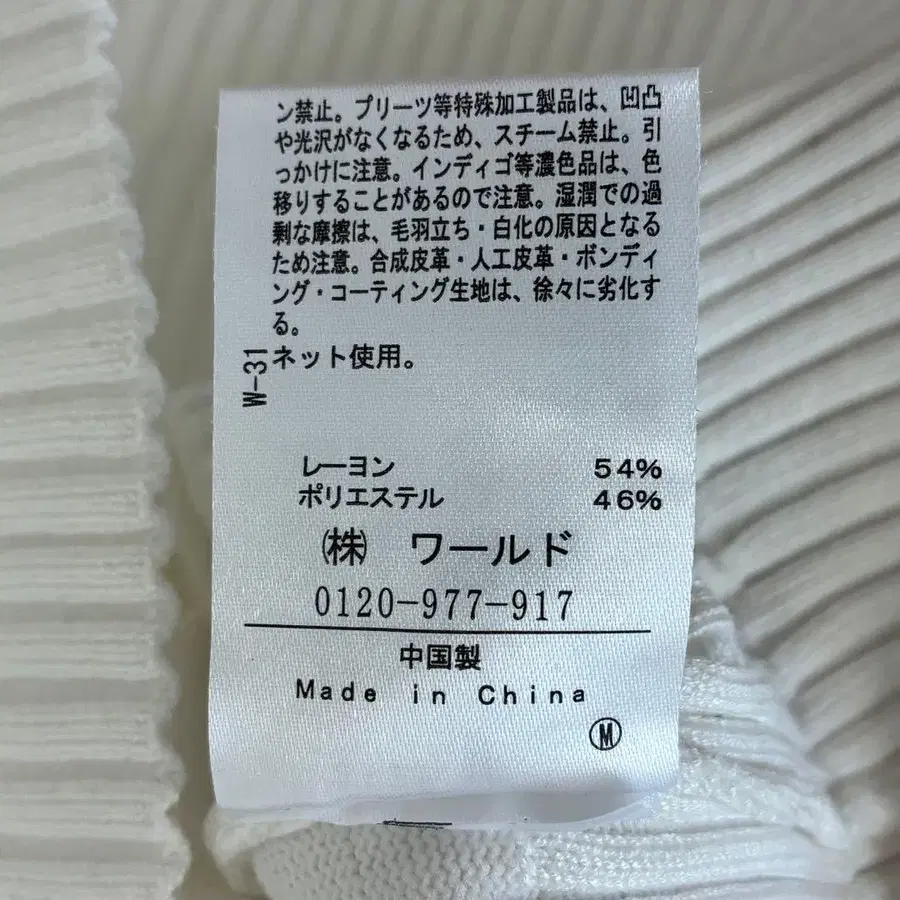 ン禁止。プリーツ等特殊加工製品は、凹凸
や光沢がなくなるため、スチーム禁止。引
っかけに注意。インディゴ等濃色品は、色
移りすることがあるので注意。湿潤での過
剰な摩擦は、毛羽立ち・白化の原因となる
ため注意。合成皮革・人工皮革・ボンディ
ング・コーティング生地は、徐々に劣化す
る。
ネット使用。
W-31
レーヨン 54%
ポリエステル 46%
㈱ ワールド
0120-977-917
中国製
Made in China
Ⓜ